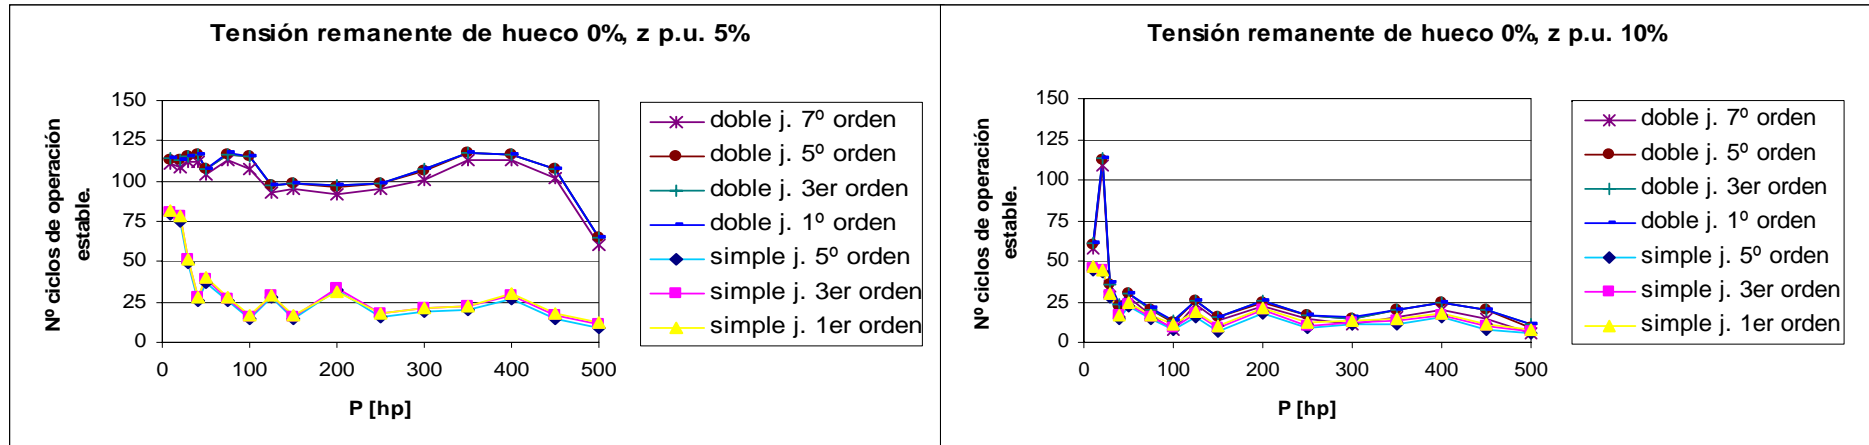 Tensión remanente de hueco 0%, z p.u. 5%
Nº ciclos de operación
estable.
150
125
100
75
50
25
0
0 100 200 300 400 500
P [hp]
doble j. 7º orden
doble j. 5º orden
doble j. 3er orden
doble j. 1º orden
simple j. 5º orden
simple j. 3er orden
simple j. 1er orden
Tensión remanente de hueco 0%, z p.u. 10%
Nº ciclos de operación
estable.
150
125
100
75
50
25
0
0 100 200 300 400 500
P [hp]
doble j. 7º orden
doble j. 5º orden
doble j. 3er orden
doble j. 1º orden
simple j. 5º orden
simple j. 3er orden
simple j. 1er orden